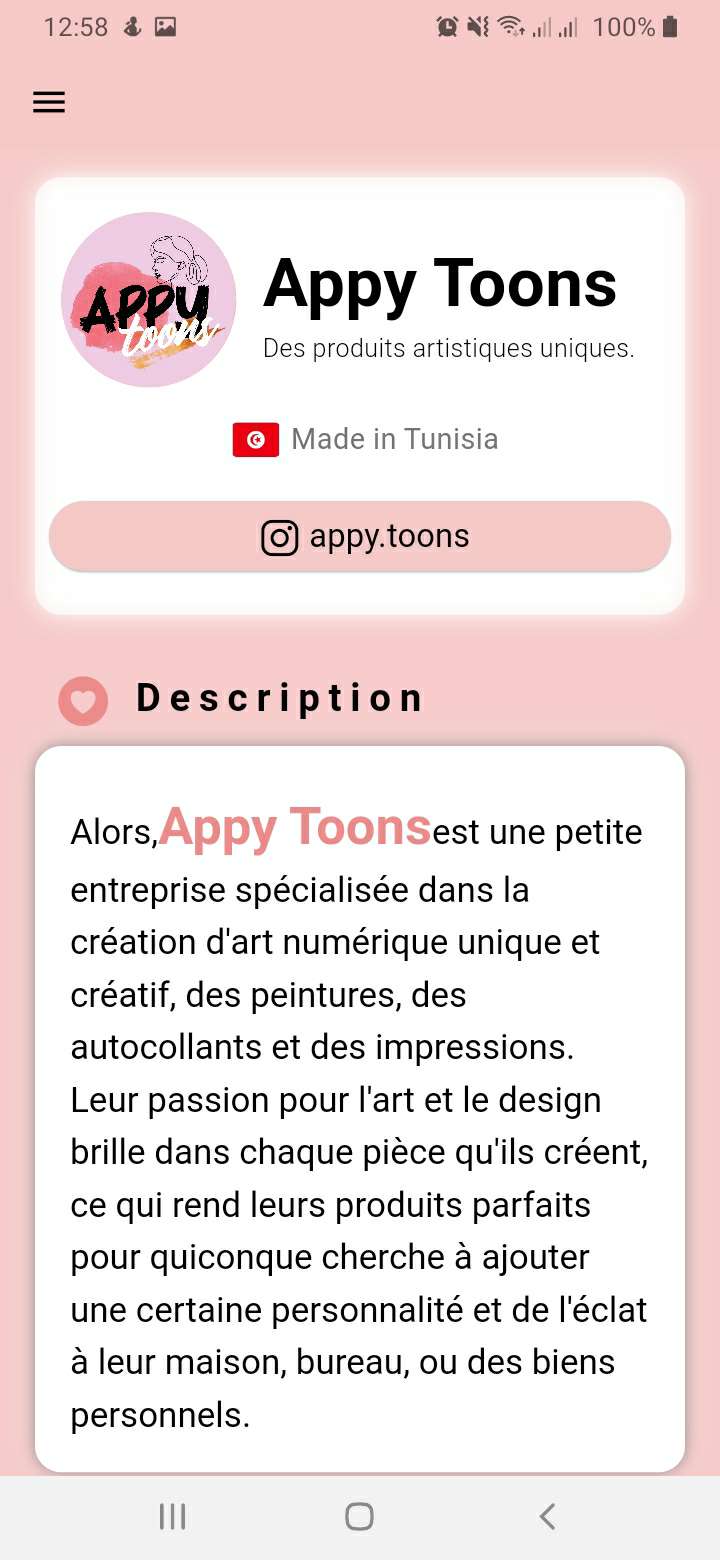 12:58
100%
APPY
toons
Appy Toons
Des produits artistiques uniques.
Made in Tunisia
appy.toons
Description
Alors,Appy Toonsest une petite
entreprise spécialisée dans la
création d'art numérique unique et
créatif, des peintures, des
autocollants et des impressions.
Leur passion pour l'art et le design
brille dans chaque pièce qu'ils créent,
ce qui rend leurs produits parfaits
pour quiconque cherche à ajouter
une certaine personnalité et de l'éclat
à leur maison, bureau, ou des biens
personnels.